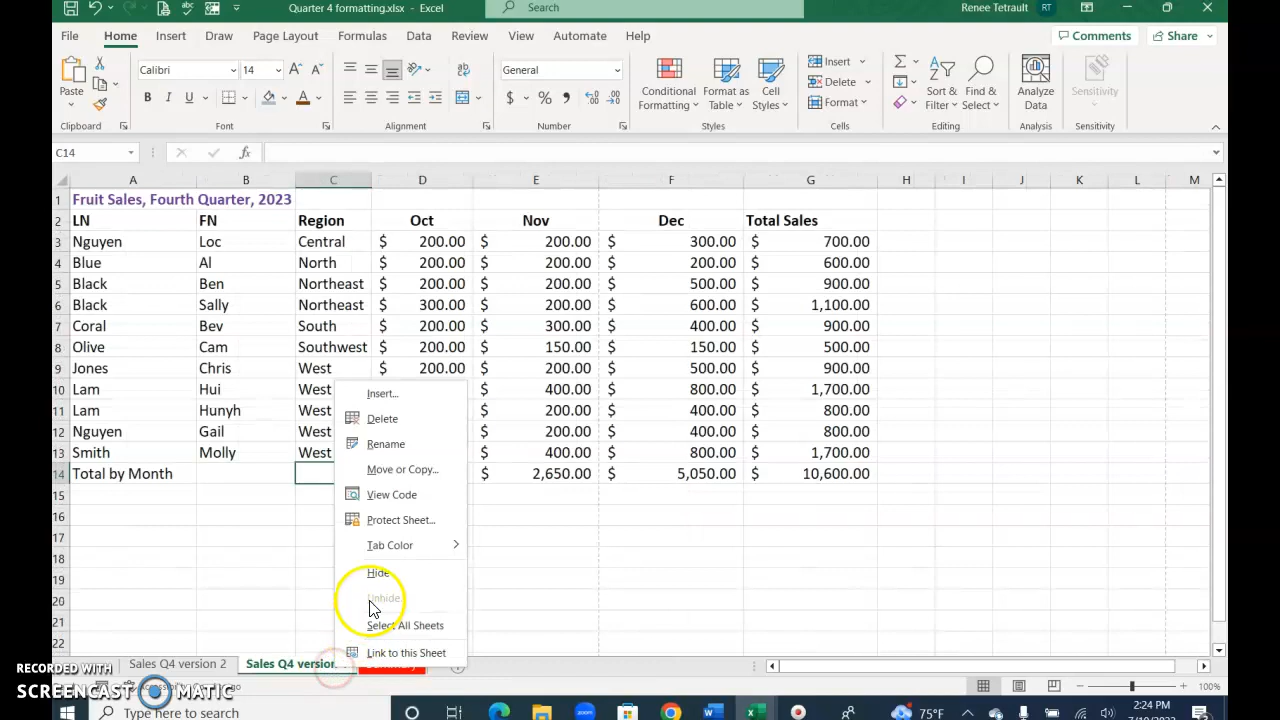 Quarter 4 formatting.xlsx - Excel
Search
Renee Tetrault RT
File Home Insert Draw Page Layout Formulas Data Review View Automate Help Comments Share
Paste
Calibri 14
B I U
A
General
$ % 9
Conditional Formatting
Format as Table
Cell Styles
Insert
Delete
Format
Sort & Filter
Find & Select
Analyze Data
Sensitivity
Clipboard Font Alignment Number Styles Cells Editing Analysis Sensitivity
C14 fx
A B C D E F G H I J K L M
1 Fruit Sales, Fourth Quarter, 2023
2 LN FN Region Oct Nov Dec Total Sales
3 Nguyen Loc Central $ 200.00 $ 200.00 $ 300.00 $ 700.00
4 Blue Al North $ 200.00 $ 200.00 $ 200.00 $ 600.00
5 Black Ben Northeast $ 200.00 $ 200.00 $ 500.00 $ 900.00
6 Black Sally Northeast $ 300.00 $ 200.00 $ 600.00 $ 1,100.00
7 Coral Bev South $ 200.00 $ 300.00 $ 400.00 $ 900.00
8 Olive Cam Southwest $ 200.00 $ 150.00 $ 150.00 $ 500.00
9 Jones Chris West $ 200.00 $ 200.00 $ 500.00 $ 900.00
10 Lam Hui West $ 400.00 $ 800.00 $ 1,700.00
11 Lam Hunyh West $ 200.00 $ 400.00 $ 800.00
12 Nguyen Gail West $ 200.00 $ 400.00 $ 800.00
13 Smith Molly West $ 400.00 $ 800.00 $ 1,700.00
14 Total by Month $ 2,650.00 $ 5,050.00 $ 10,600.00
15
16
17
18
19
20
21
22
Insert...
Delete
Rename
Move or Copy...
View Code
Protect Sheet...
Tab Color
Hide
Unhide
Select All Sheets
Link to this Sheet
Sales Q4 version 2 Sales Q4 version
100%
RECORDED WITH
SCREENCAST MATIC
Type here to search
75°F
2:24 PM